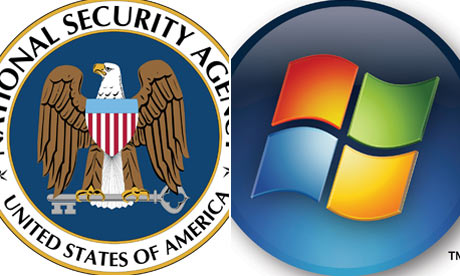 NATIONAL SECURITY AGENCY
UNITED STATES OF AMERICA
TM